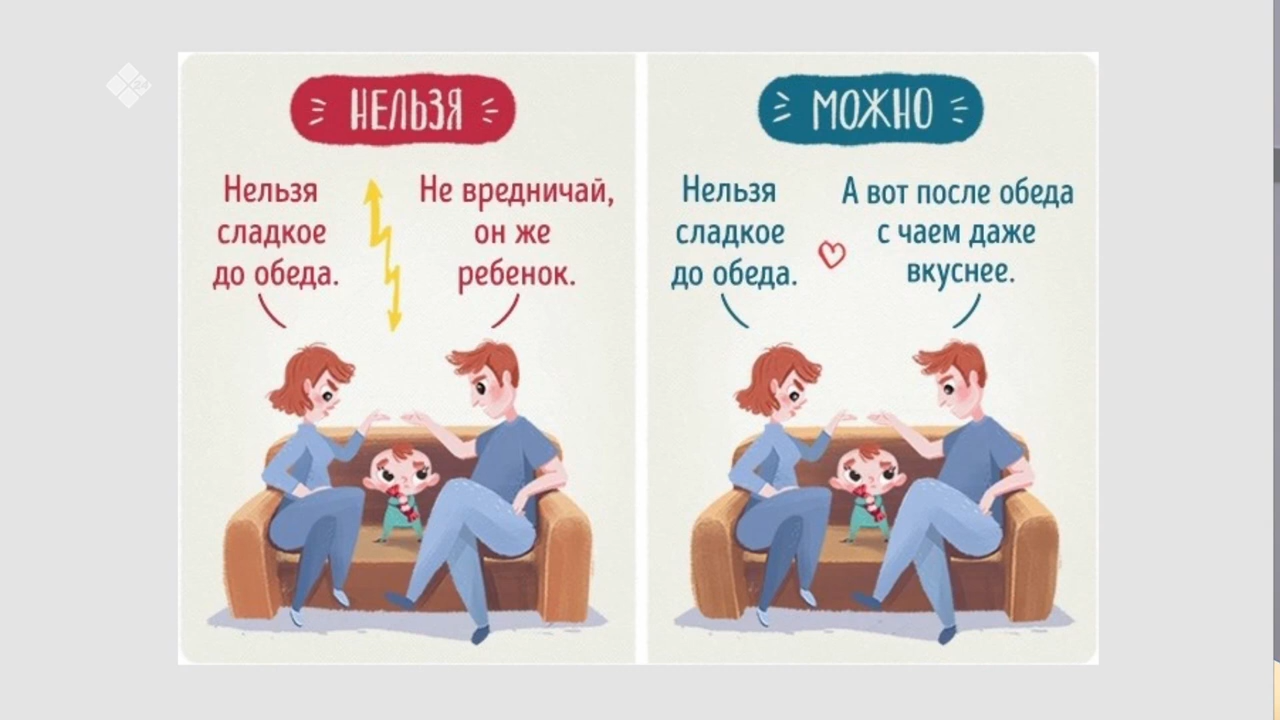 НЕЛЬЗЯ
Нельзя
сладкое
до обеда.
Не вредничай,
он же
ребенок.
МОЖНО
Нельзя
сладкое
до обеда.
А вот после обеда
с чаем даже
вкуснее.